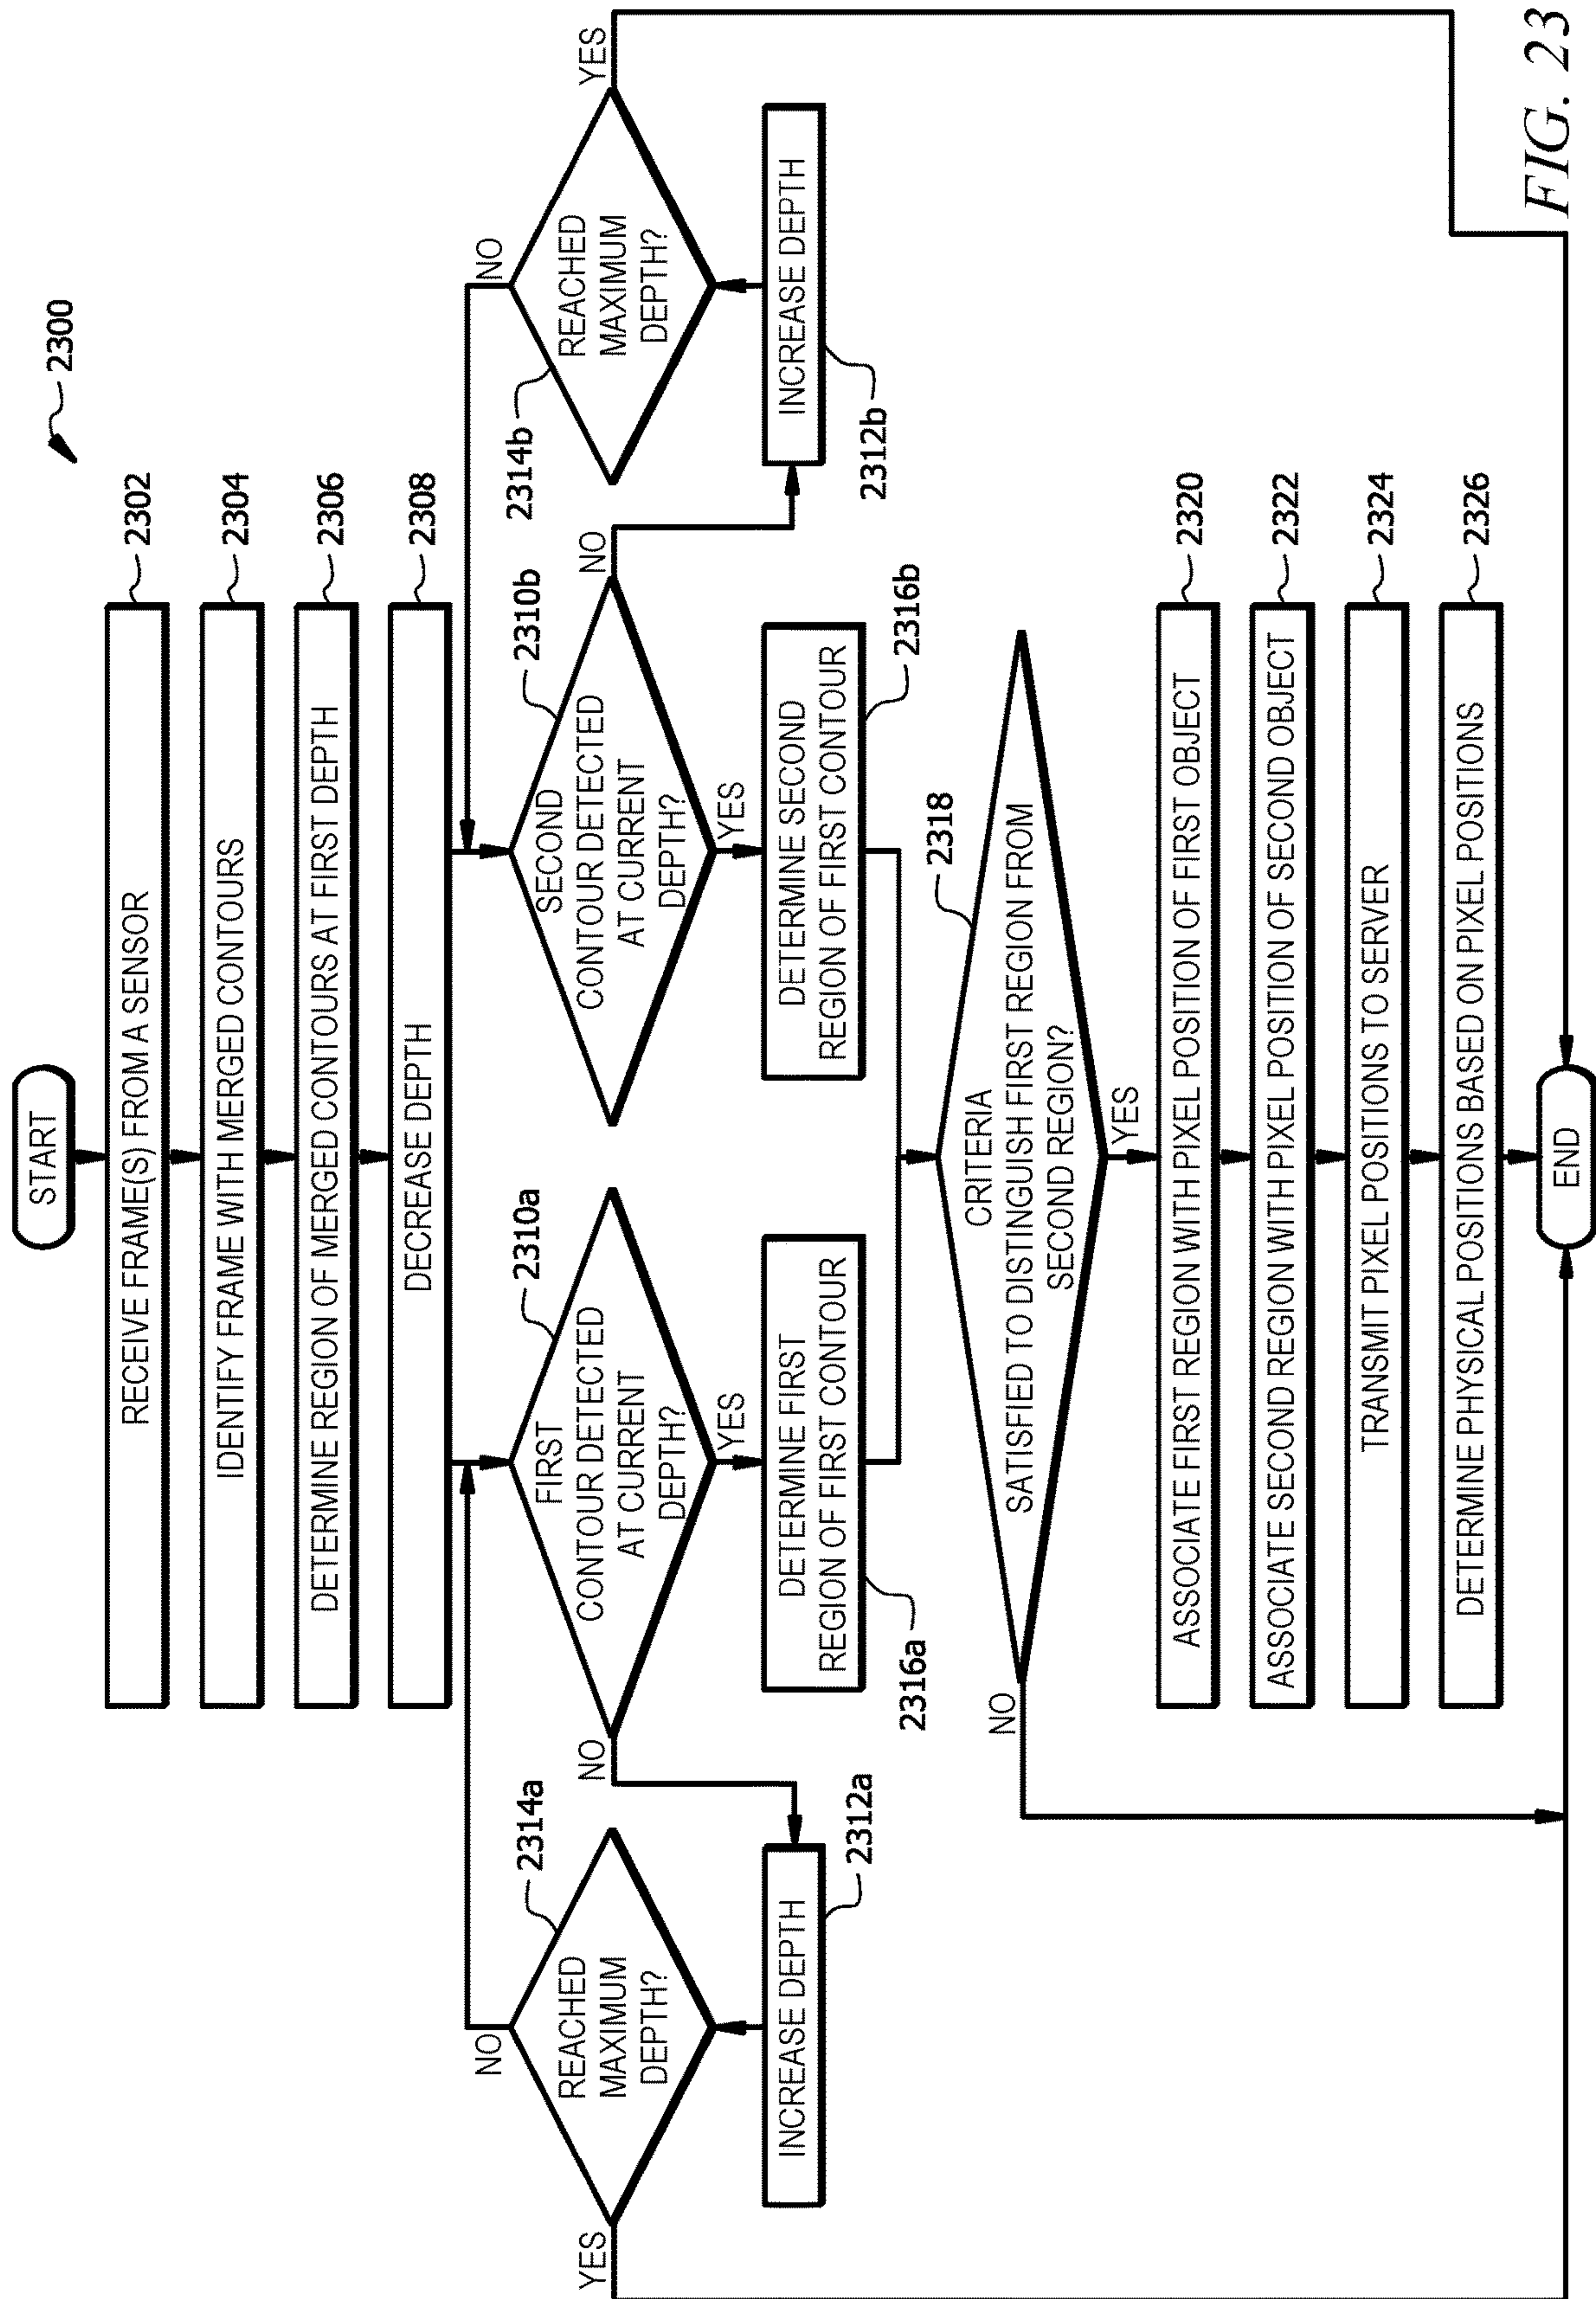 2300
START
RECEIVE FRAME(S) FROM A SENSOR
2302
IDENTIFY FRAME WITH MERGED CONTOURS
2304
DETERMINE REGION OF MERGED CONTOURS AT FIRST DEPTH
2306
DECREASE DEPTH
2308
REACHED
MAXIMUM
DEPTH?
2314a
NO
YES
FIRST
CONTOUR DETECTED
AT CURRENT
DEPTH?
2310a
NO
YES
SECOND
CONTOUR DETECTED
AT CURRENT
DEPTH?
2310b
NO
YES
REACHED
MAXIMUM
DEPTH?
2314b
NO
YES
INCREASE DEPTH
2312a
DETERMINE FIRST
REGION OF FIRST CONTOUR
2316a
DETERMINE SECOND
REGION OF FIRST CONTOUR
2316b
INCREASE DEPTH
2312b
CRITERIA
SATISFIED TO DISTINGUISH FIRST REGION FROM
SECOND REGION?
2318
NO
YES
ASSOCIATE FIRST REGION WITH PIXEL POSITION OF FIRST OBJECT
2320
ASSOCIATE SECOND REGION WITH PIXEL POSITION OF SECOND OBJECT
2322
TRANSMIT PIXEL POSITIONS TO SERVER
2324
DETERMINE PHYSICAL POSITIONS BASED ON PIXEL POSITIONS
2326
END
FIG. 23